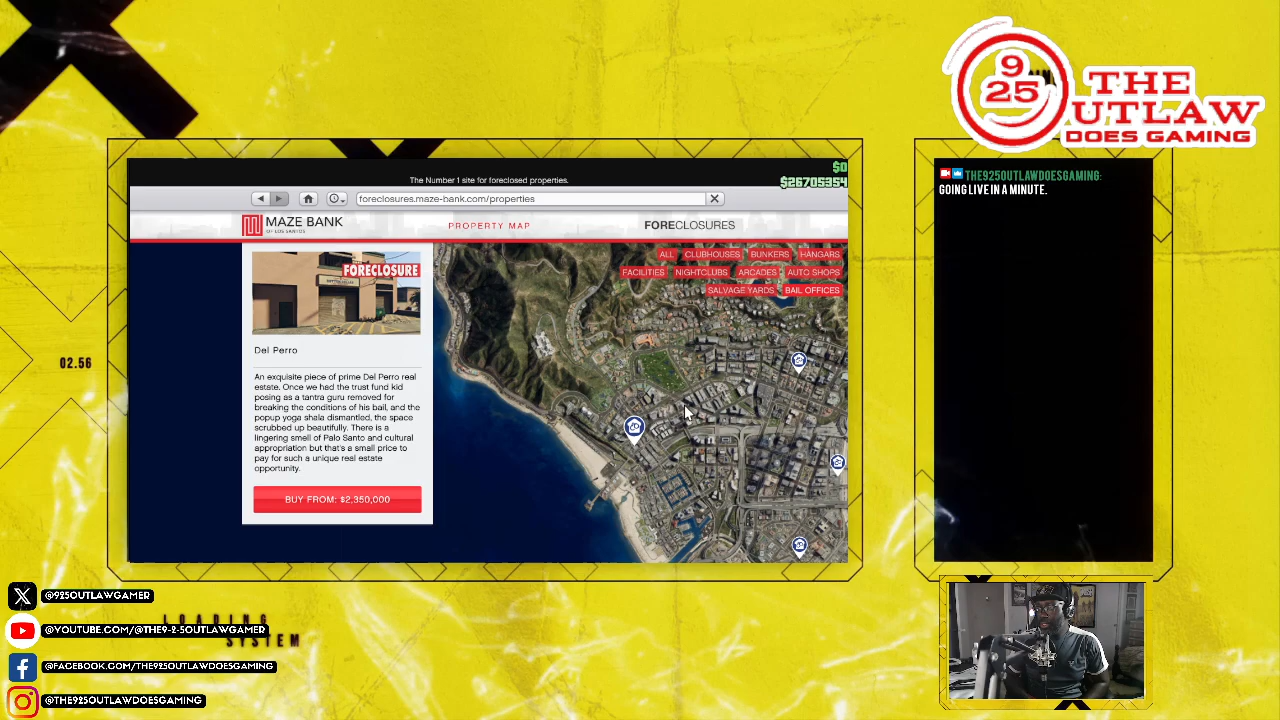 9
25
THE
OUTLAW
DOES GAMING
$0
$26705354
The Number 1 site for foreclosed properties.
foreclosures.maze-bank.com/properties
MAZE BANK
OF LOS SANTOS
PROPERTY MAP
FORECLOSURES
FORECLOSURE
ALL
CLUBHOUSES
BUNKERS
HANGARS
FACILITIES
NIGHTCLUBS
ARCADES
AUTO SHOPS
SALVAGE YARDS
BAIL OFFICES
Del Perro
An exquisite piece of prime Del Perro real
estate. Once we had the trust fund kid
posing as a tantra guru removed for
breaking the conditions of his bail, and the
popup yoga shala dismantled, the space
scrubbed up beautifully. There is a
lingering smell of Palo Santo and cultural
appropriation but that's a small price to
pay for such a unique real estate
opportunity.
BUY FROM: $2,350,000
THE925OUTLAWDOESGAMING:
GOING LIVE IN A MINUTE.
02.56
@925OUTLAWGAMER
LOADING
@YOUTUBE.COM/@THE9-2-5OUTLAWGAMER
SYSTEM
@FACEBOOK.COM/THE925OUTLAWDOESGAMING
@THE925OUTLAWDOESGAMING